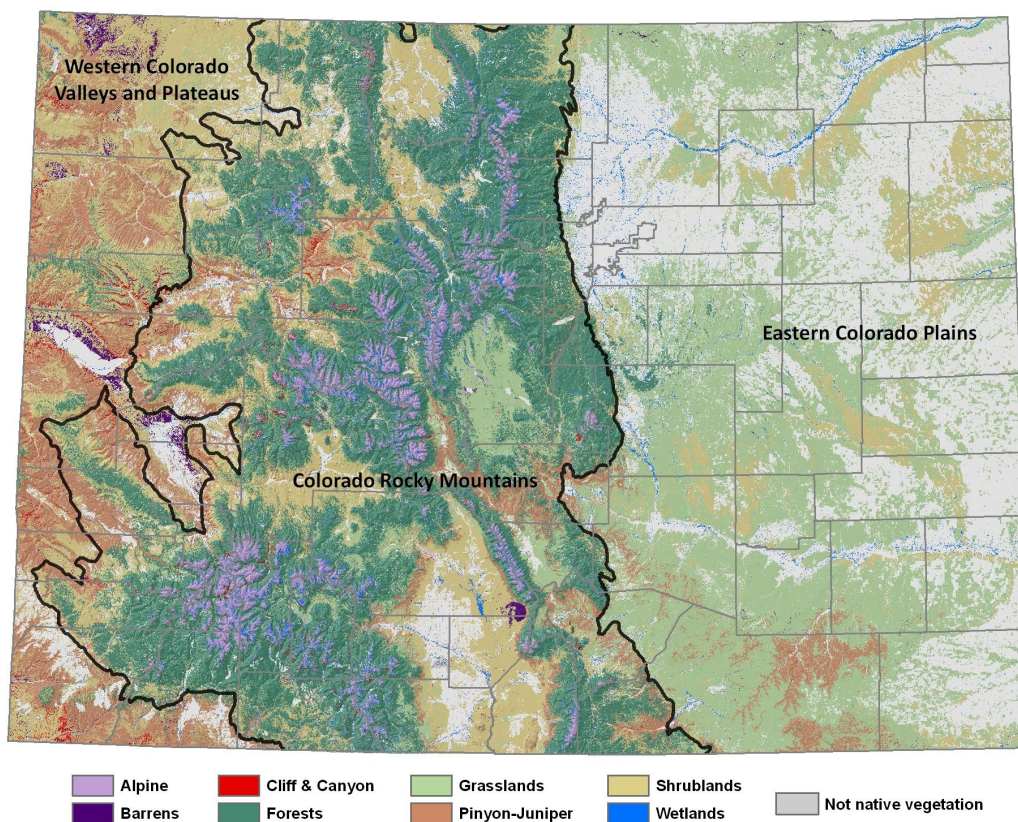 Western Colorado
Valleys and Plateaus
Eastern Colorado Plains
Colorado Rocky Mountains
Alpine
Cliff & Canyon
Grasslands
Shrublands
Not native vegetation
Barrens
Forests
Pinyon-Juniper
Wetlands